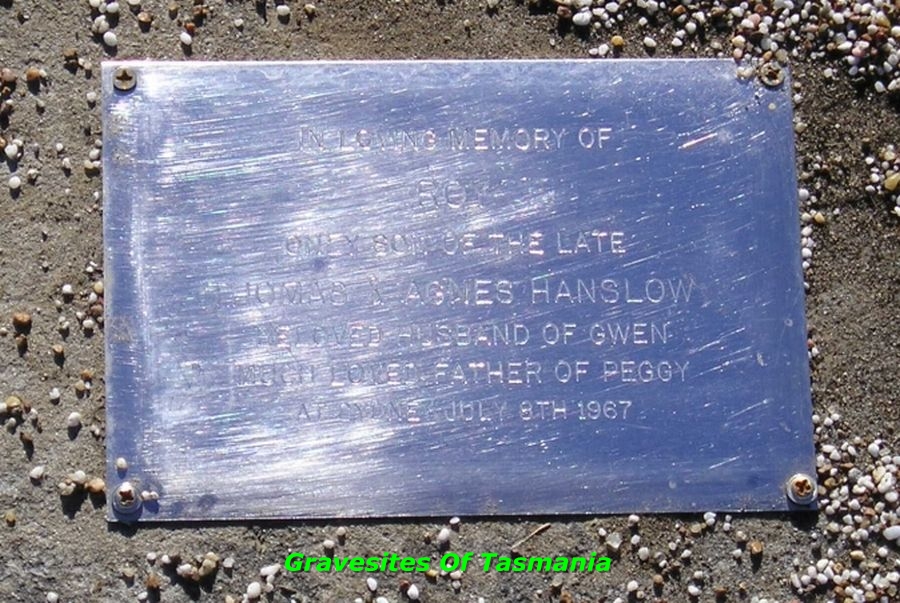 IN LOVING MEMORY OF
ROY
ONLY SON OF THE LATE
THOMAS & AGNES HANSLOW
BELOVED HUSBAND OF GWEN
MUCH LOVED FATHER OF PEGGY
AT SYDNEY JULY 8TH 1967
Gravesites Of Tasmania